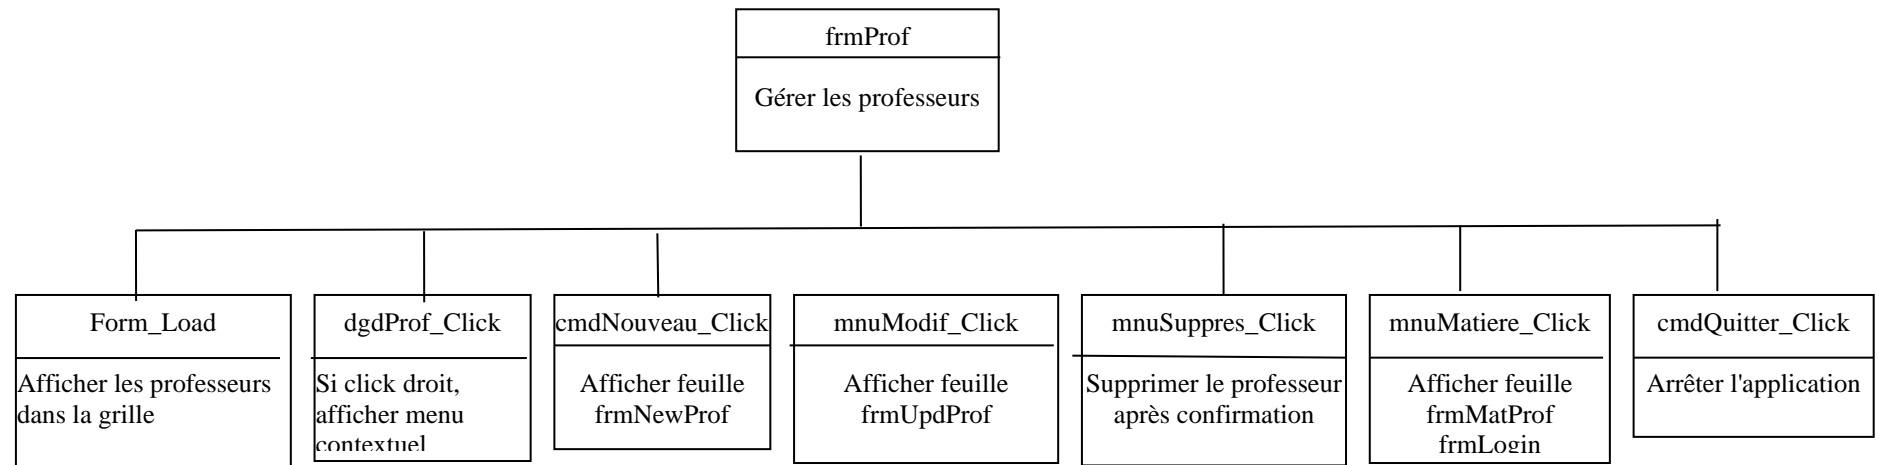 frmProf
Gérer les professeurs
Form_Load
Afficher les professeurs
dans la grille
dgdProf_Click
Si click droit,
afficher menu
contextuel
cmdNouveau_Click
Afficher feuille
frmNewProf
mnuModif_Click
Afficher feuille
frmUpdProf
mnuSuppres_Click
Supprimer le professeur
après confirmation
mnuMatiere_Click
Afficher feuille
frmMatProf
frmLogin
cmdQuitter_Click
Arrêter l'application